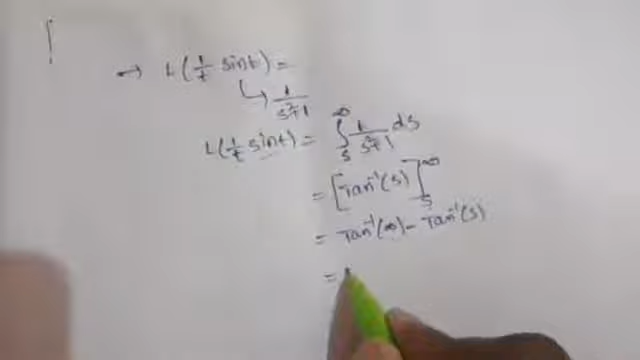 → L(1/t sint) =
↳ 1/s²+1
L(1/t sint) = ∫ₛ^∞ 1/s²+1 ds
= [Tan⁻¹(s)]ₛ^∞
= Tan⁻¹(∞) - Tan⁻¹(s)
=